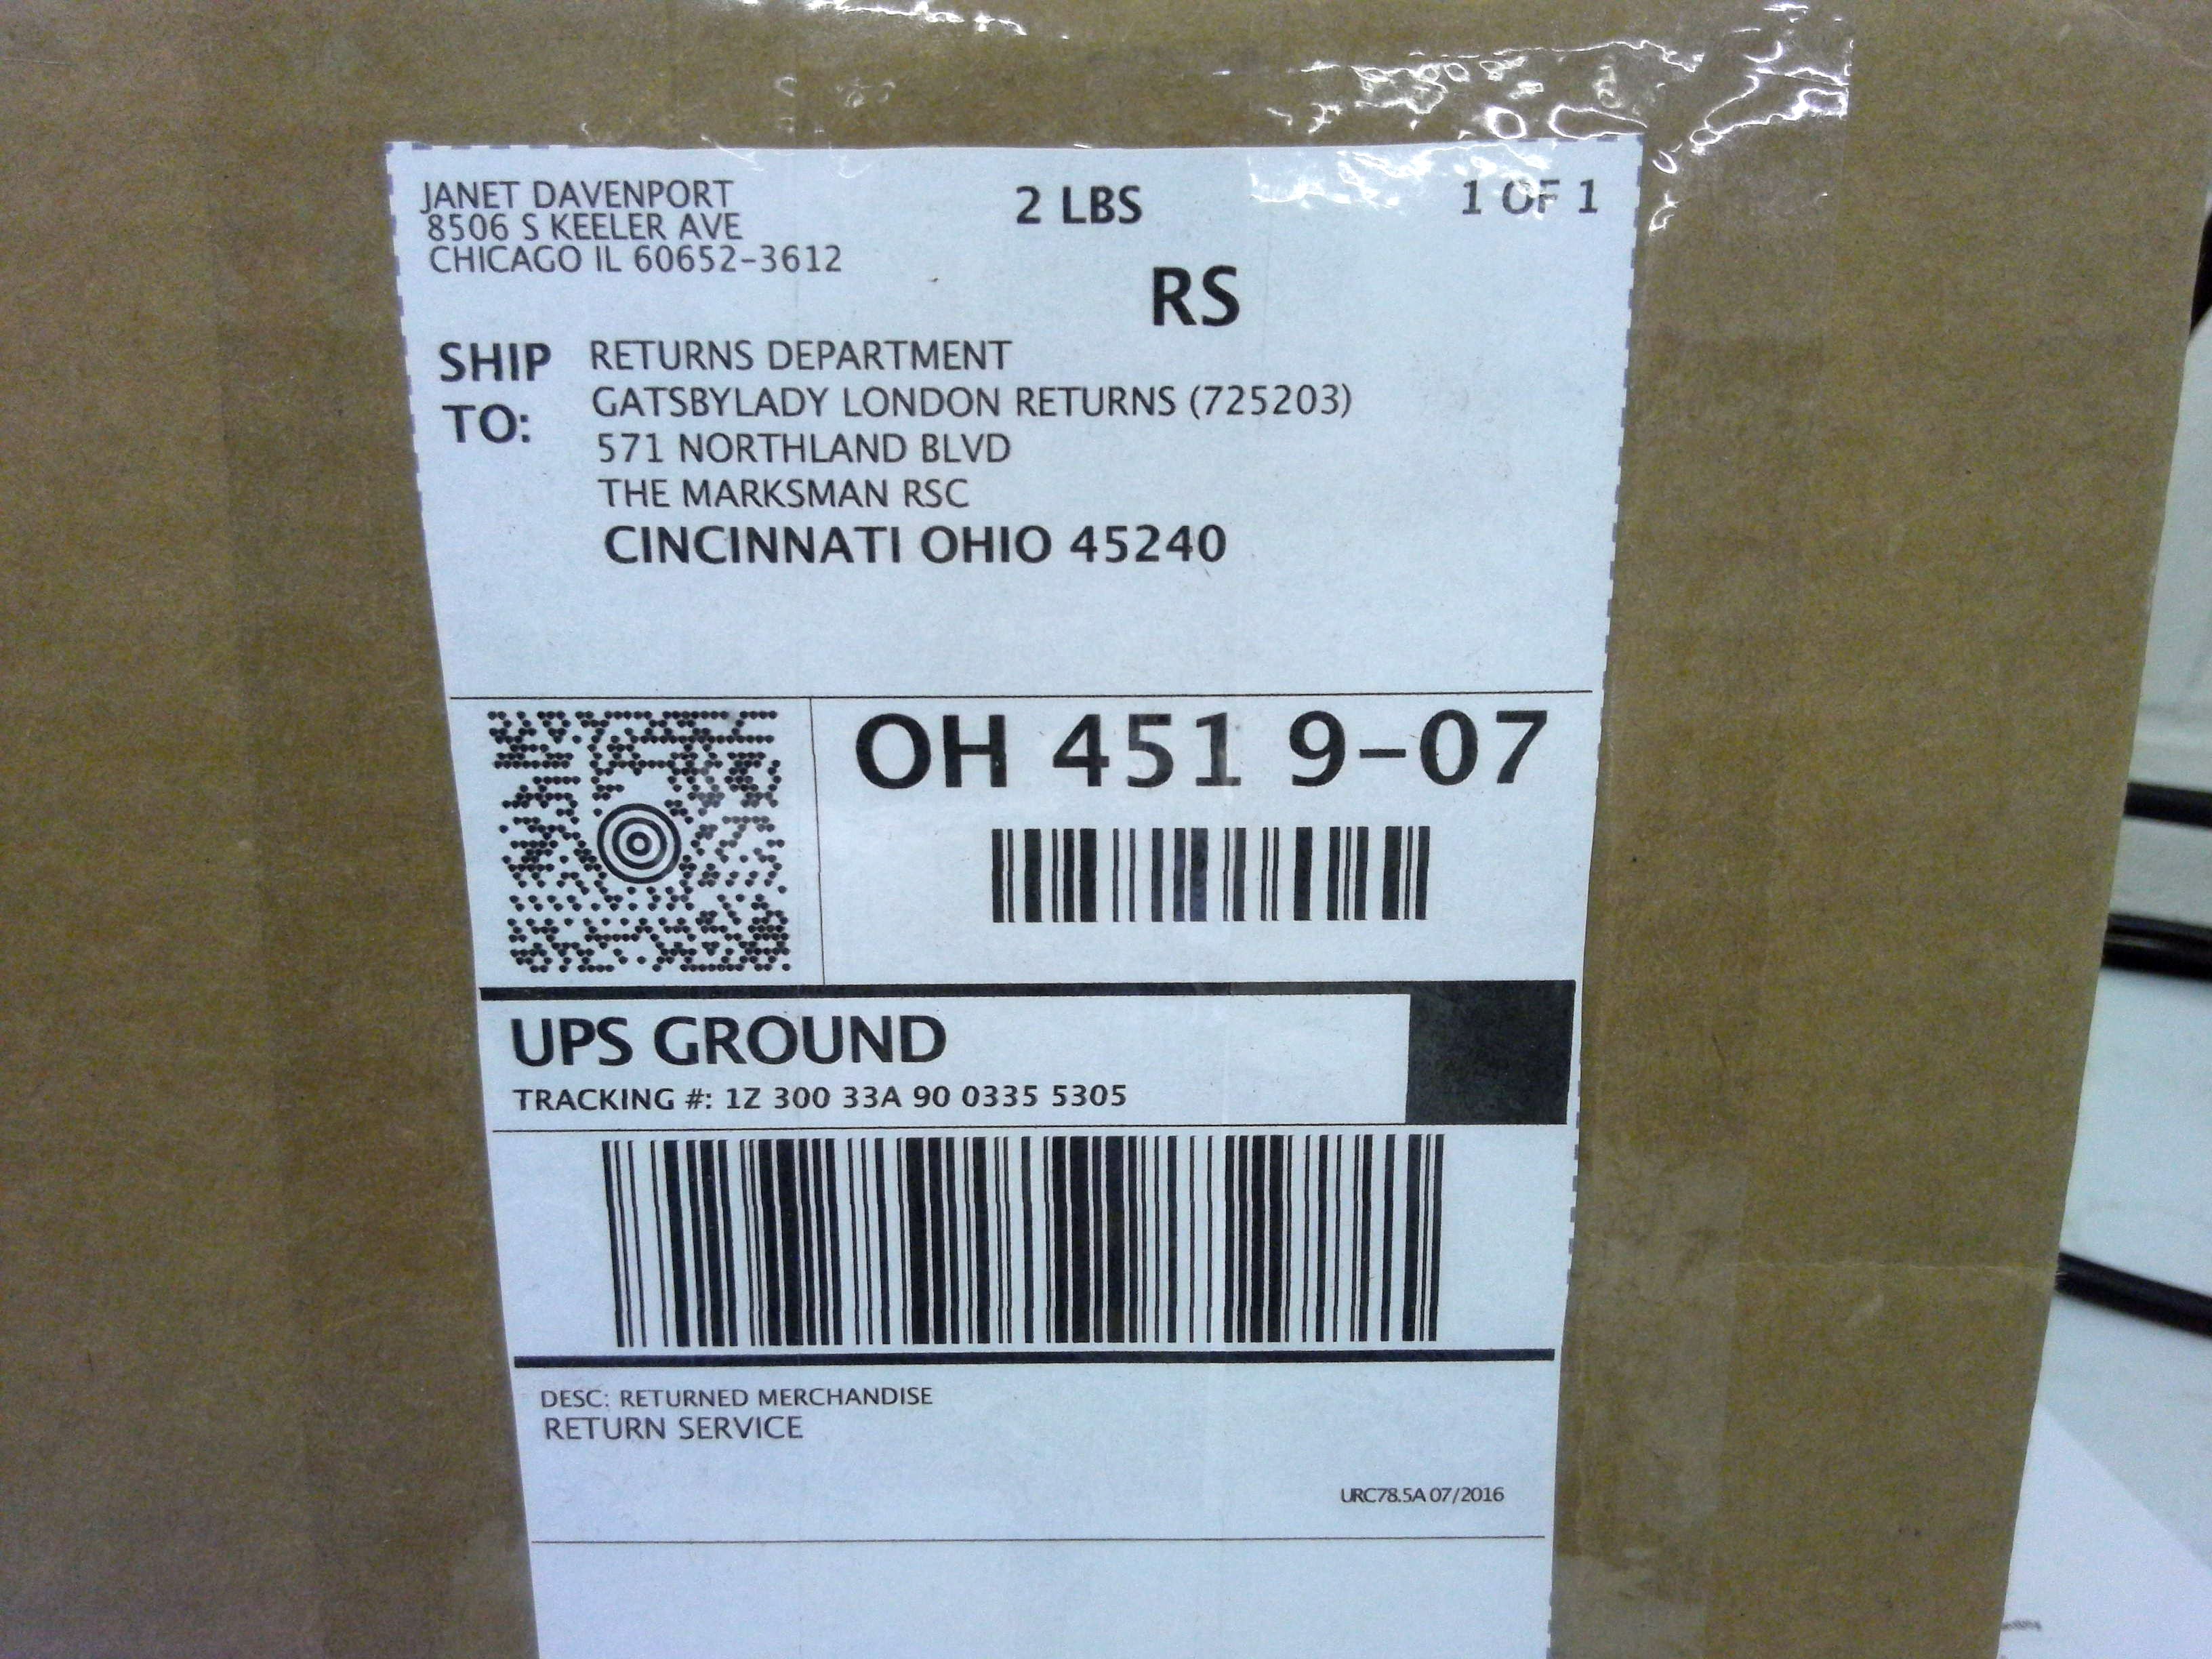 JANET DAVENPORT
8506 S KEELER AVE
CHICAGO IL 60652-3612
2 LBS
1 OF 1
RS
SHIP TO:
RETURNS DEPARTMENT
GATSBYLADY LONDON RETURNS (725203)
571 NORTHLAND BLVD
THE MARKSMAN RSC
CINCINNATI OHIO 45240
OH 451 9-07
UPS GROUND
TRACKING #: 1Z 300 33A 90 0335 5305
DESC: RETURNED MERCHANDISE
RETURN SERVICE
URC78.5A 07/2016